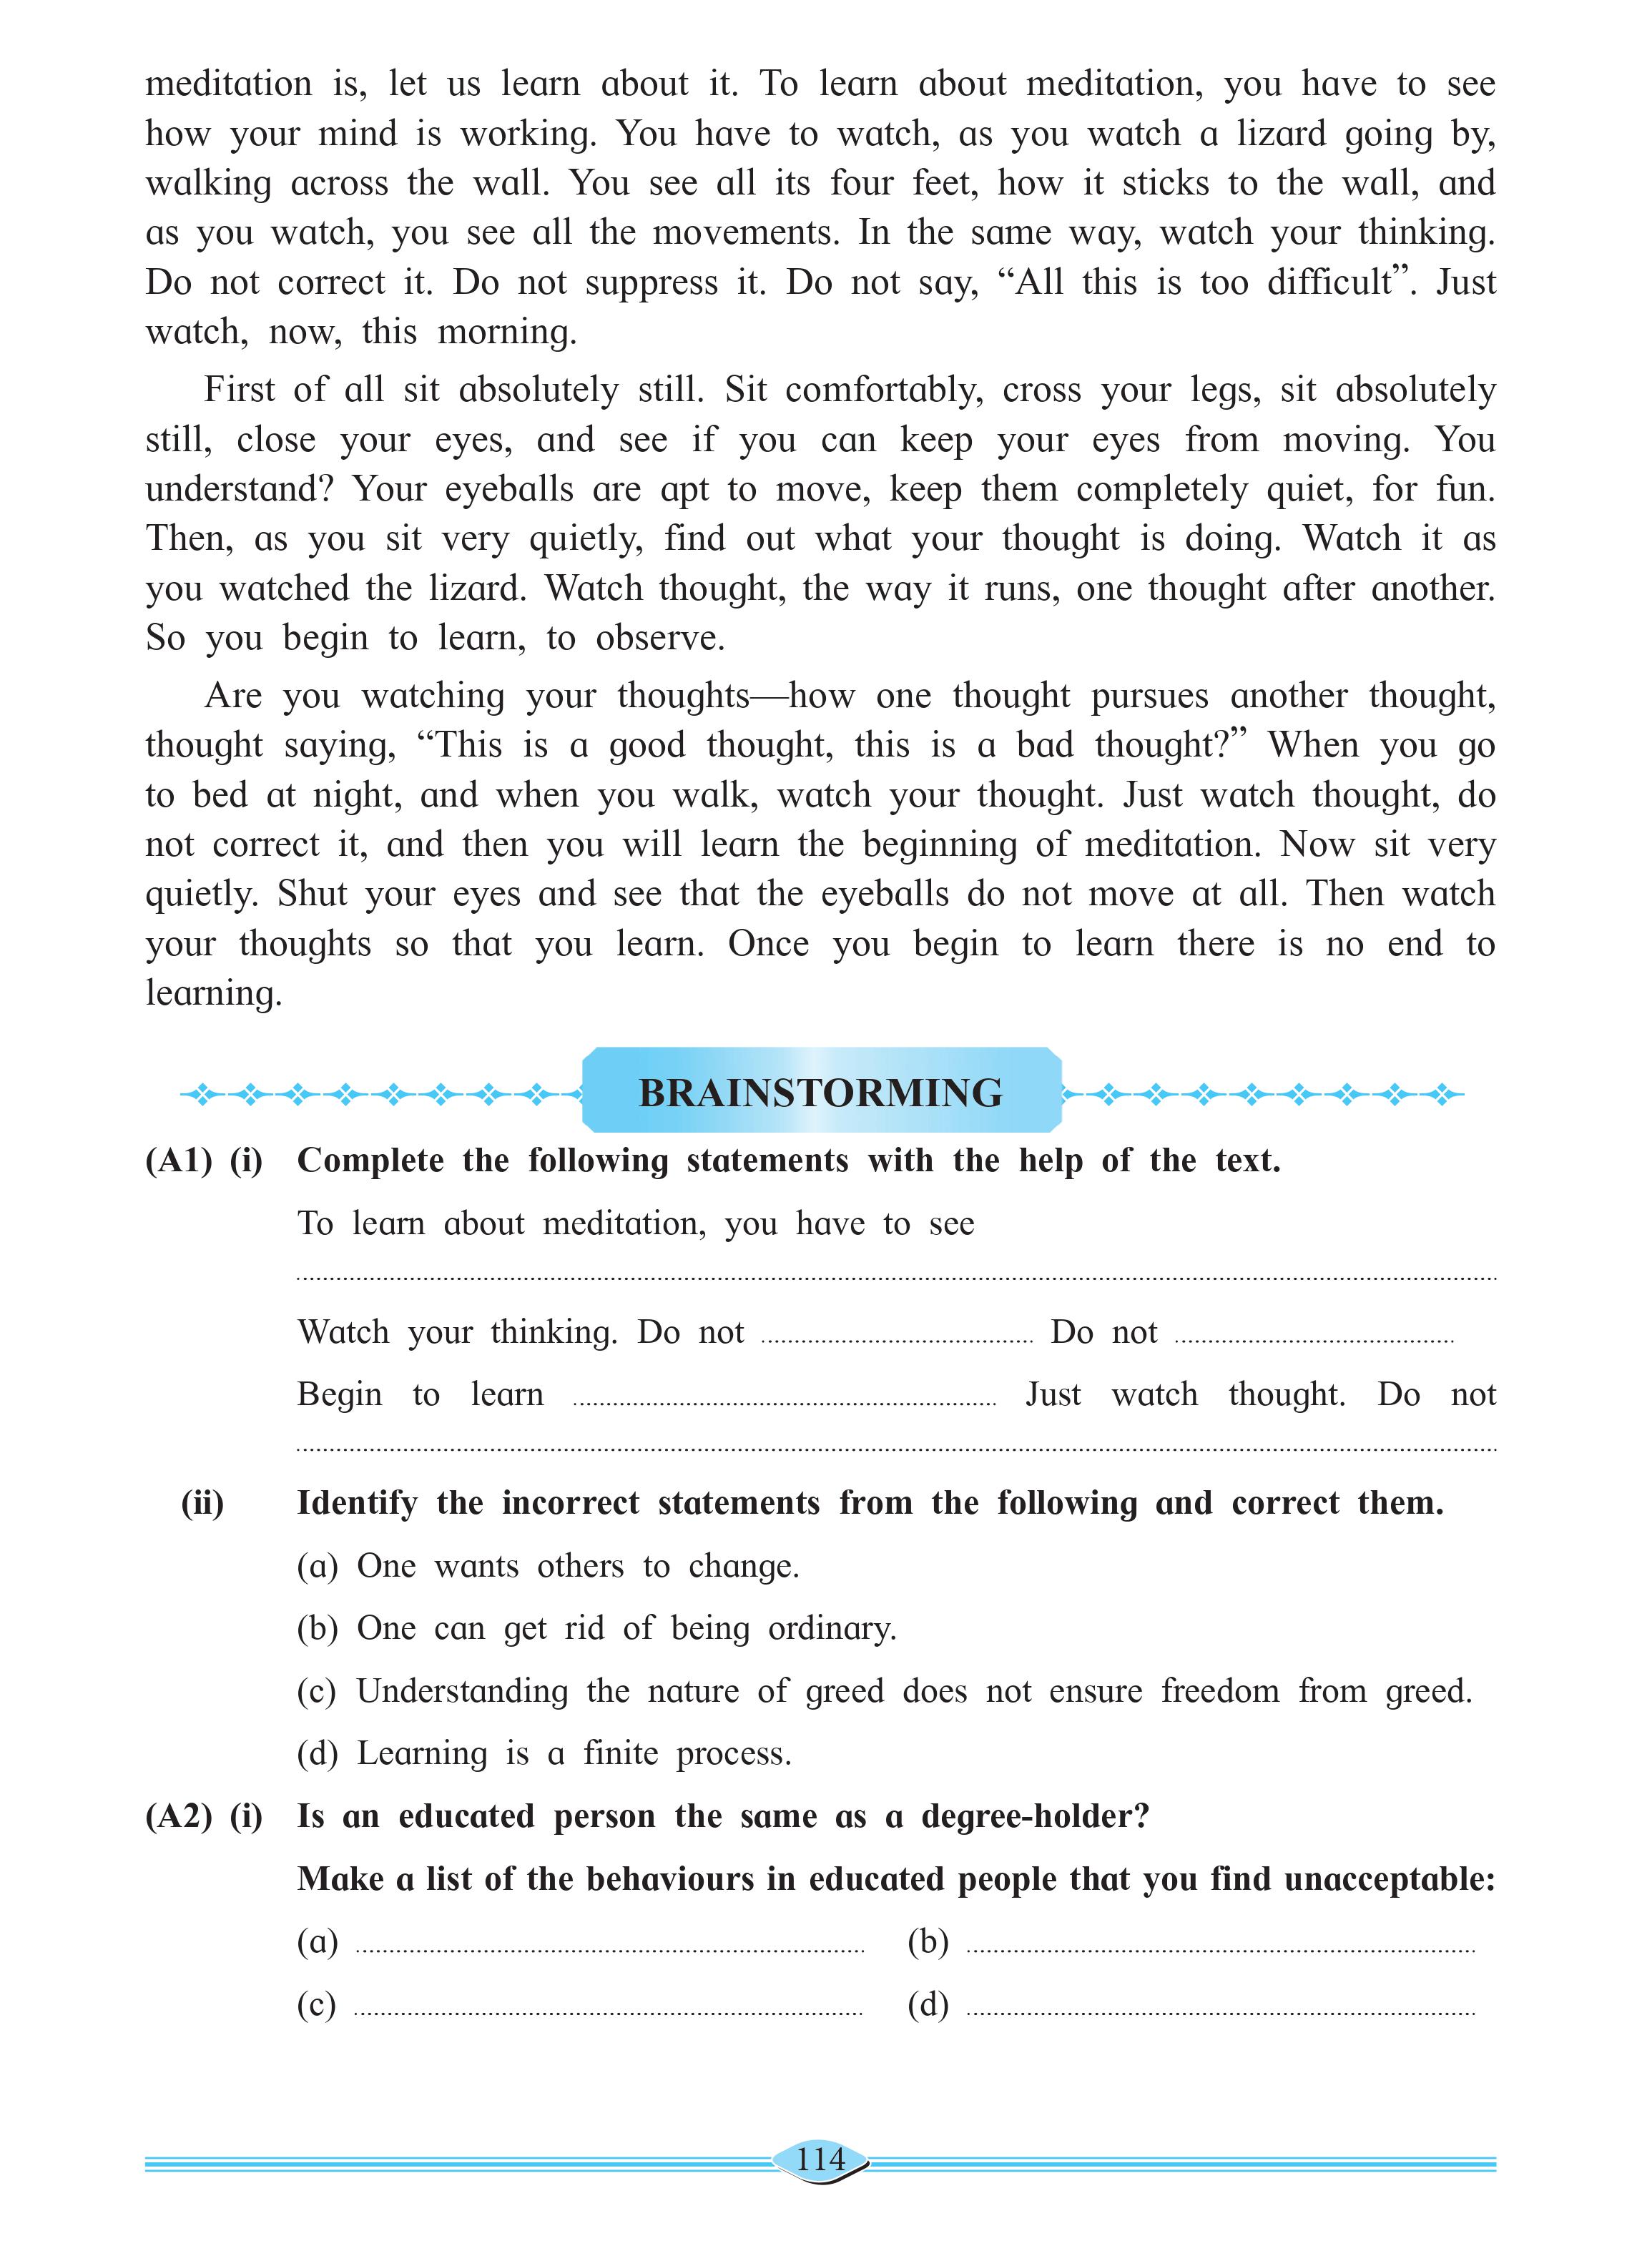 meditation is, let us learn about it. To learn about meditation, you have to see
how your mind is working. You have to watch, as you watch a lizard going by,
walking across the wall. You see all its four feet, how it sticks to the wall, and
as you watch, you see all the movements. In the same way, watch your thinking.
Do not correct it. Do not suppress it. Do not say, “All this is too difficult”. Just
watch, now, this morning.
First of all sit absolutely still. Sit comfortably, cross your legs, sit absolutely
still, close your eyes, and see if you can keep your eyes from moving. You
understand? Your eyeballs are apt to move, keep them completely quiet, for fun.
Then, as you sit very quietly, find out what your thought is doing. Watch it as
you watched the lizard. Watch thought, the way it runs, one thought after another.
So you begin to learn, to observe.
Are you watching your thoughts—how one thought pursues another thought,
thought saying, “This is a good thought, this is a bad thought?” When you go
to bed at night, and when you walk, watch your thought. Just watch thought, do
not correct it, and then you will learn the beginning of meditation. Now sit very
quietly. Shut your eyes and see that the eyeballs do not move at all. Then watch
your thoughts so that you learn. Once you begin to learn there is no end to
learning.
BRAINSTORMING
(A1) (i) Complete the following statements with the help of the text.
To learn about meditation, you have to see
Watch your thinking. Do not .......................... Do not ..........................
Begin to learn .......................... Just watch thought. Do not
(ii) Identify the incorrect statements from the following and correct them.
(a) One wants others to change.
(b) One can get rid of being ordinary.
(c) Understanding the nature of greed does not ensure freedom from greed.
(d) Learning is a finite process.
(A2) (i) Is an educated person the same as a degree-holder?
Make a list of the behaviours in educated people that you find unacceptable:
(a) .......................... (b) ..........................
(c) .......................... (d) ..........................
114